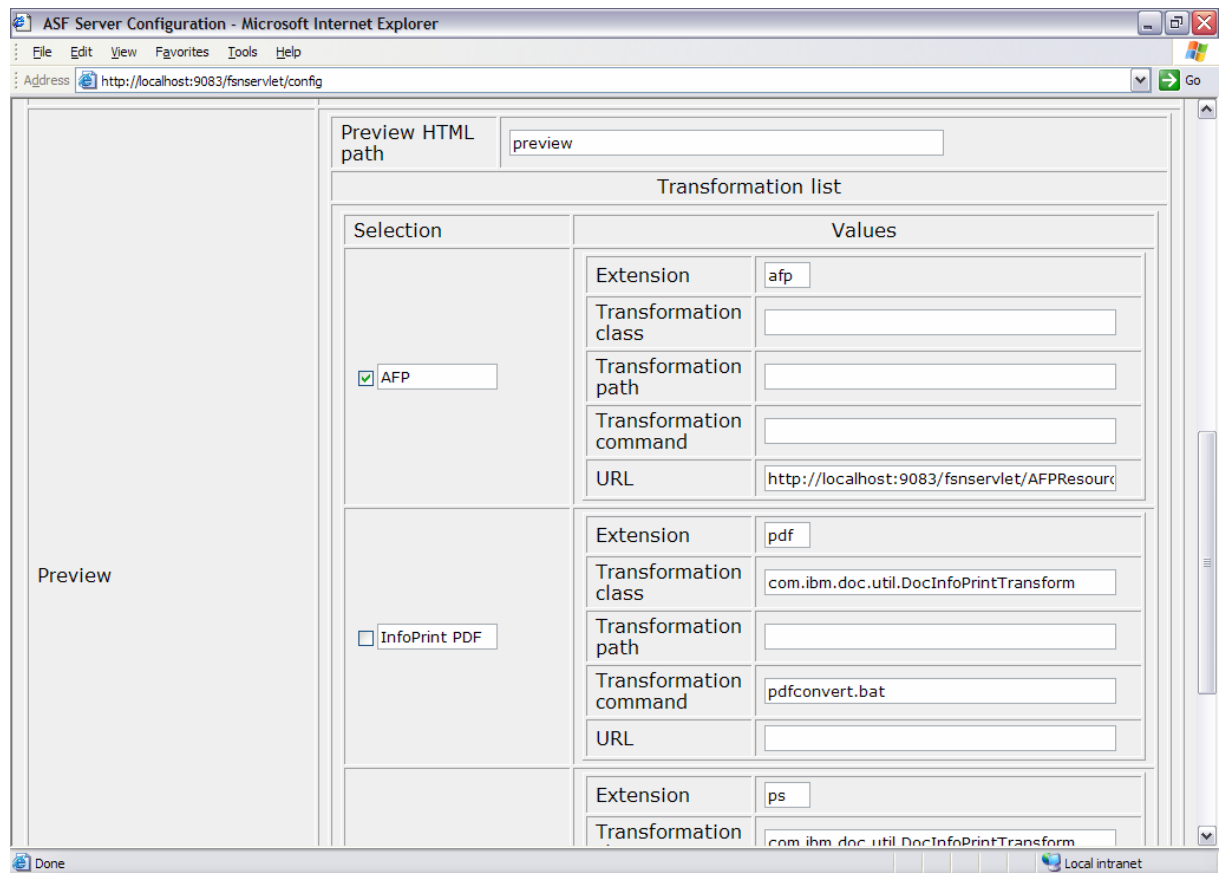 ASF Server Configuration - Microsoft Internet Explorer
File Edit View Favorites Tools Help
Address http://localhost:9083/fsnservlet/config Go
Preview HTML path preview
Transformation list
Selection Values
Extension afp
Transformation class
Transformation path
AFP
Transformation command
URL http://localhost:9083/fsnservlet/AFPResourc
Extension pdf
Preview
Transformation class com.ibm.doc.util.DocInfoPrintTransform
Transformation path
InfoPrint PDF
Transformation command pdfconvert.bat
URL
Extension ps
Transformation
com.ibm.doc.util.DocInfoPrintTransform
Done Local intranet